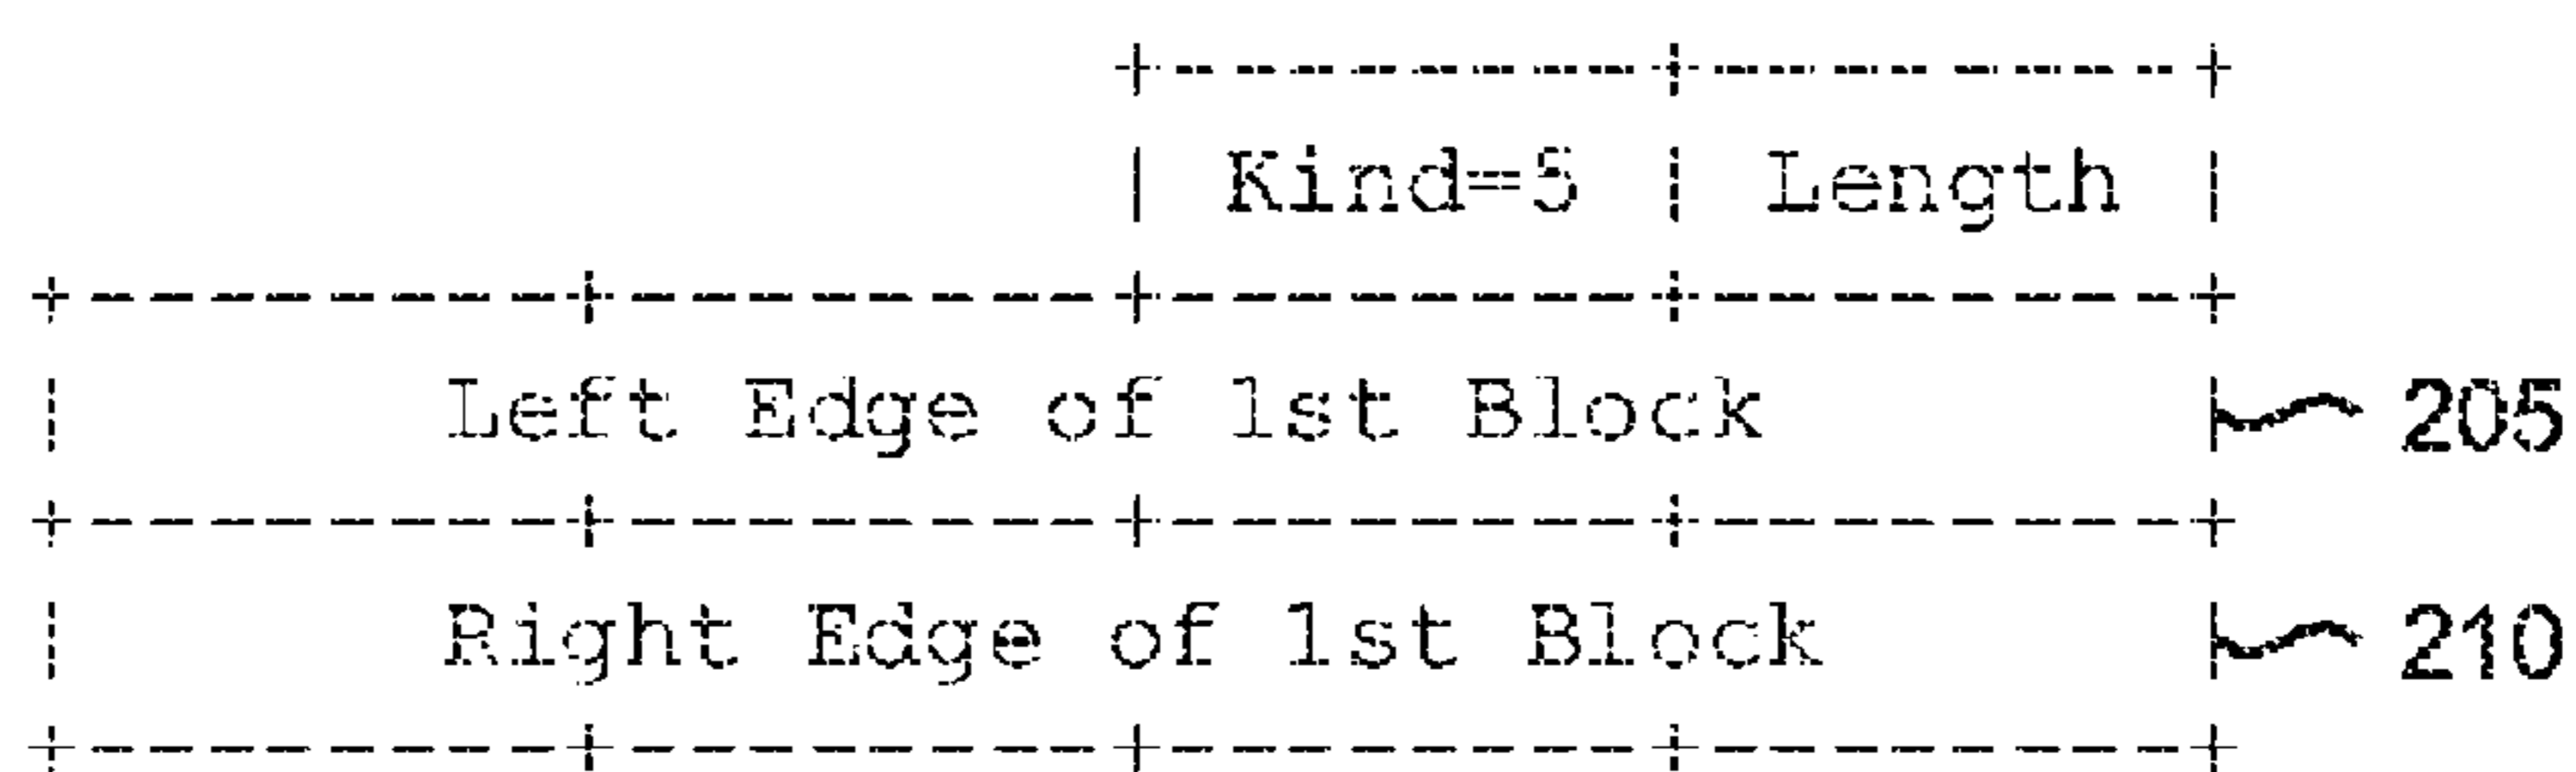 Kind=5 Length
Left Edge of 1st Block 205
Right Edge of 1st Block 210